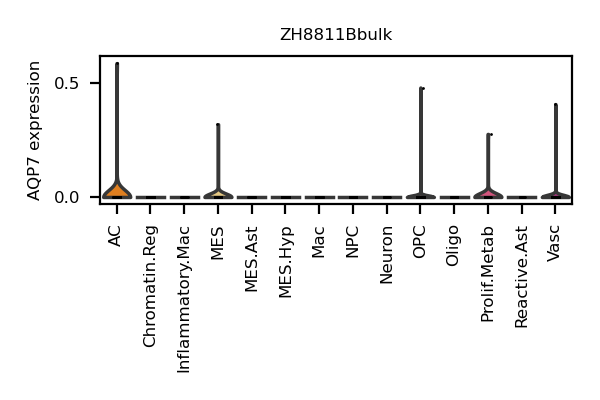 ZH8811Bbulk
AQP7 expression
0.5
0.0
AC
Chromatin.Reg
Inflammatory.Mac
MES
MES.Ast
MES.Hyp
Mac
NPC
Neuron
OPC
Oligo
Prolif.Metab
Reactive.Ast
Vasc